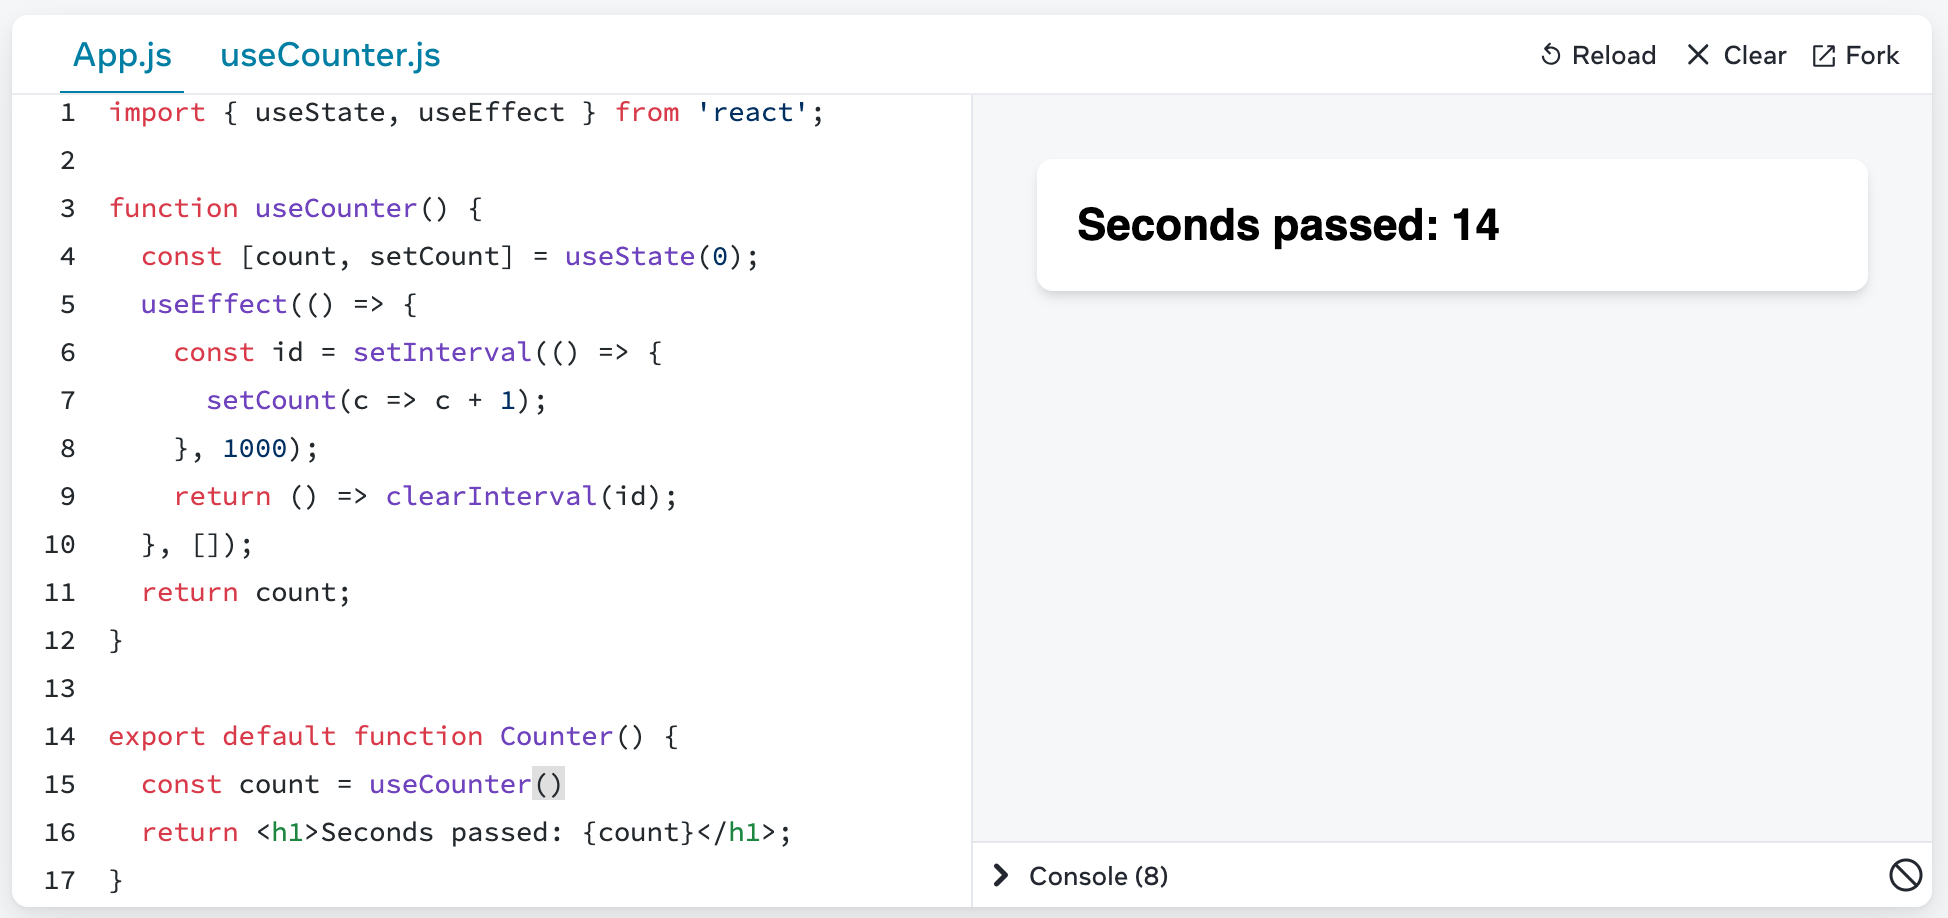 App.js useCounter.js Reload Clear Fork
1 import { useState, useEffect } from 'react';
2
3 function useCounter() {
4   const [count, setCount] = useState(0);
5   useEffect(() => {
6     const id = setInterval(() => {
7       setCount(c => c + 1);
8     }, 1000);
9     return () => clearInterval(id);
10   }, []);
11   return count;
12 }
13
14 export default function Counter() {
15   const count = useCounter()
16   return <h1>Seconds passed: {count}</h1>;
17 }
Seconds passed: 14
Console (8)